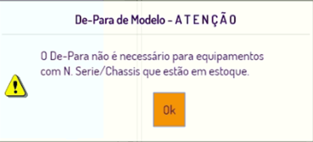 De-Para de Modelo - A T E N Ç Ã O
O De-Para não é necessário para equipamentos
com N. Serie/Chassis que estão em estoque.
Ok